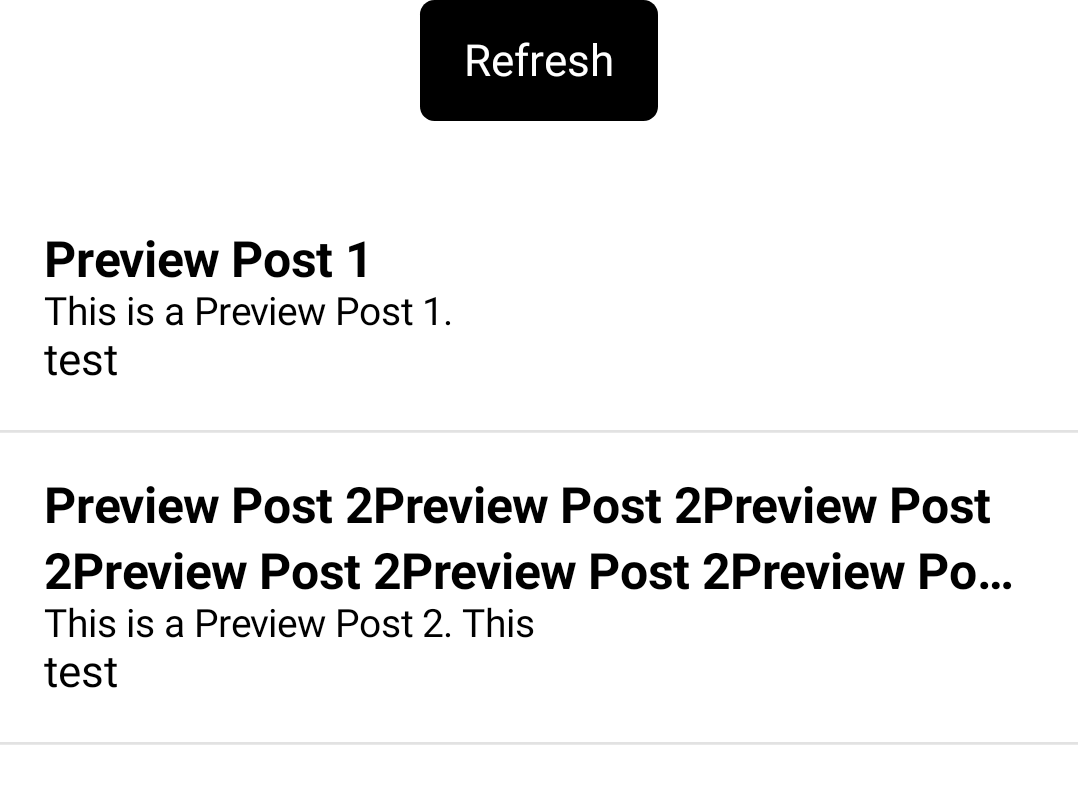 Refresh
Preview Post 1
This is a Preview Post 1.
test
Preview Post 2Preview Post 2Preview Post
2Preview Post 2Preview Post 2Preview Po...
This is a Preview Post 2. This
test